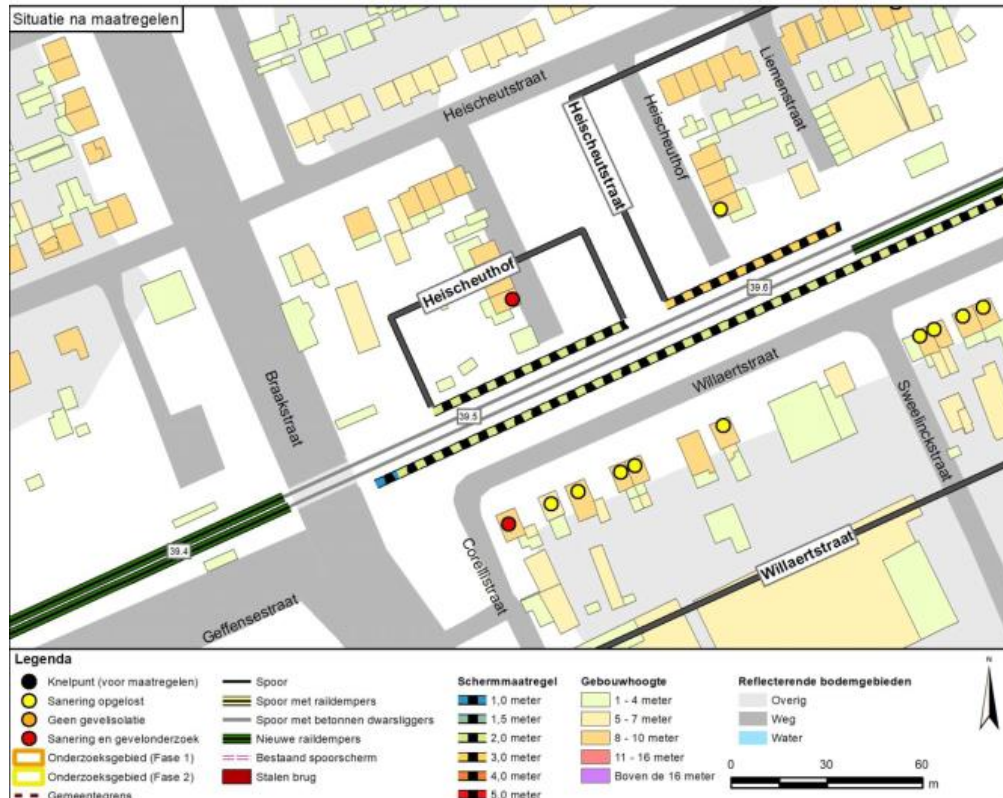 Situatie na maatregelen
Heischeutstraat
Liemenstraat
Heischeuthof
Heischeutstraat
Heischeuthof
39.6
Braakstraat
Willaertstraat
39.5
Sweelinckstraat
39.4
Corellistraat
Willaertstraat
Geffensestraat
Legenda
Knelpunt (voor maatregelen)
Sanering opgelost
Geen gevelisolatie
Sanering en gevelonderzoek
Onderzoeksgebied (Fase 1)
Onderzoeksgebied (Fase 2)
Gemeentegrens
Spoor
Spoor met raildempers
Spoor met betonnen dwarsliggers
Nieuwe raildempers
Bestaand spoorscherm
Stalen brug
Schermmaatregel
1,0 meter
1,5 meter
2,0 meter
3,0 meter
4,0 meter
5,0 meter
Gebouwhoogte
1 - 4 meter
5 - 7 meter
8 - 10 meter
11 - 16 meter
Boven de 16 meter
Reflecterende bodemgebieden
Overig
Weg
Water
N
0 30 60
m